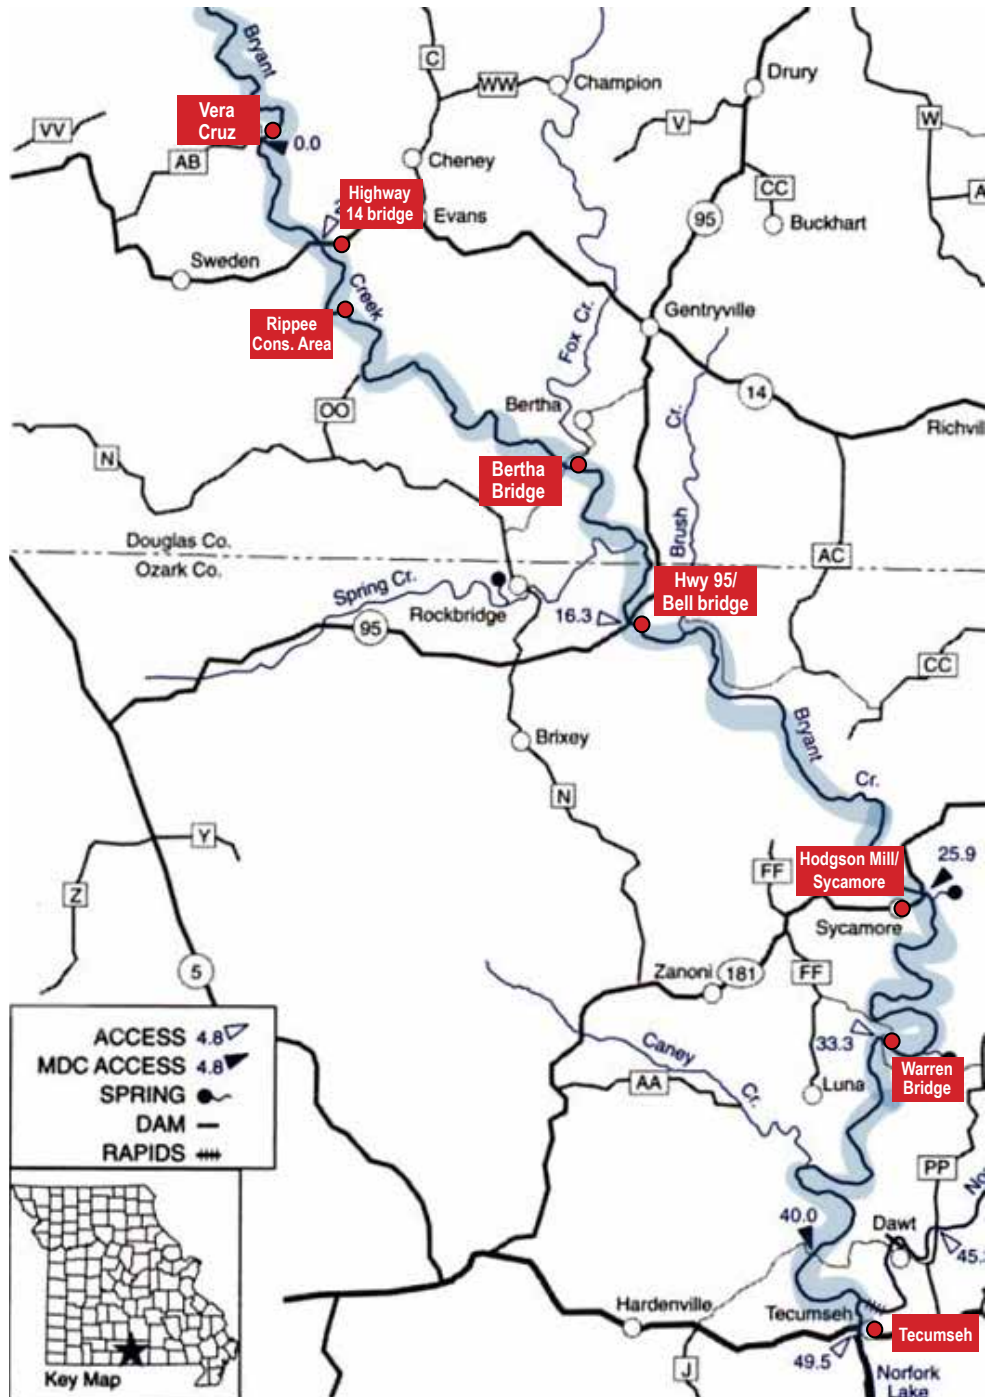 Bryant
C
WW
Champion
Drury
Vera
Cruz
VV
0.0
V
W
AB
Cheney
CC
A
Highway
14 bridge
Evans
95
Buckhart
Sweden
Creek
Gentryville
Rippee
Cons. Area
Fox Cr.
14
OO
Bertha
Cr.
Richvil
N
Bertha
Bridge
Brush
Douglas Co.
Ozark Co.
AC
Spring Cr.
Rockbridge
16.3
Hwy 95/
Bell bridge
95
CC
Bryant
Brixey
Cr.
N
Y
Z
FF
Hodgson Mill/
Sycamore
25.9
Sycamore
5
Zanoni
181
FF
ACCESS 4.8
MDC ACCESS 4.8
SPRING
DAM
RAPIDS
Caney
Cr.
33.3
Warren
Bridge
AA
Luna
PP
No
40.0
Dawt
45.
Hardenville
Tecumseh
Tecumseh
49.5
J
Norfork
Lake
Key Map